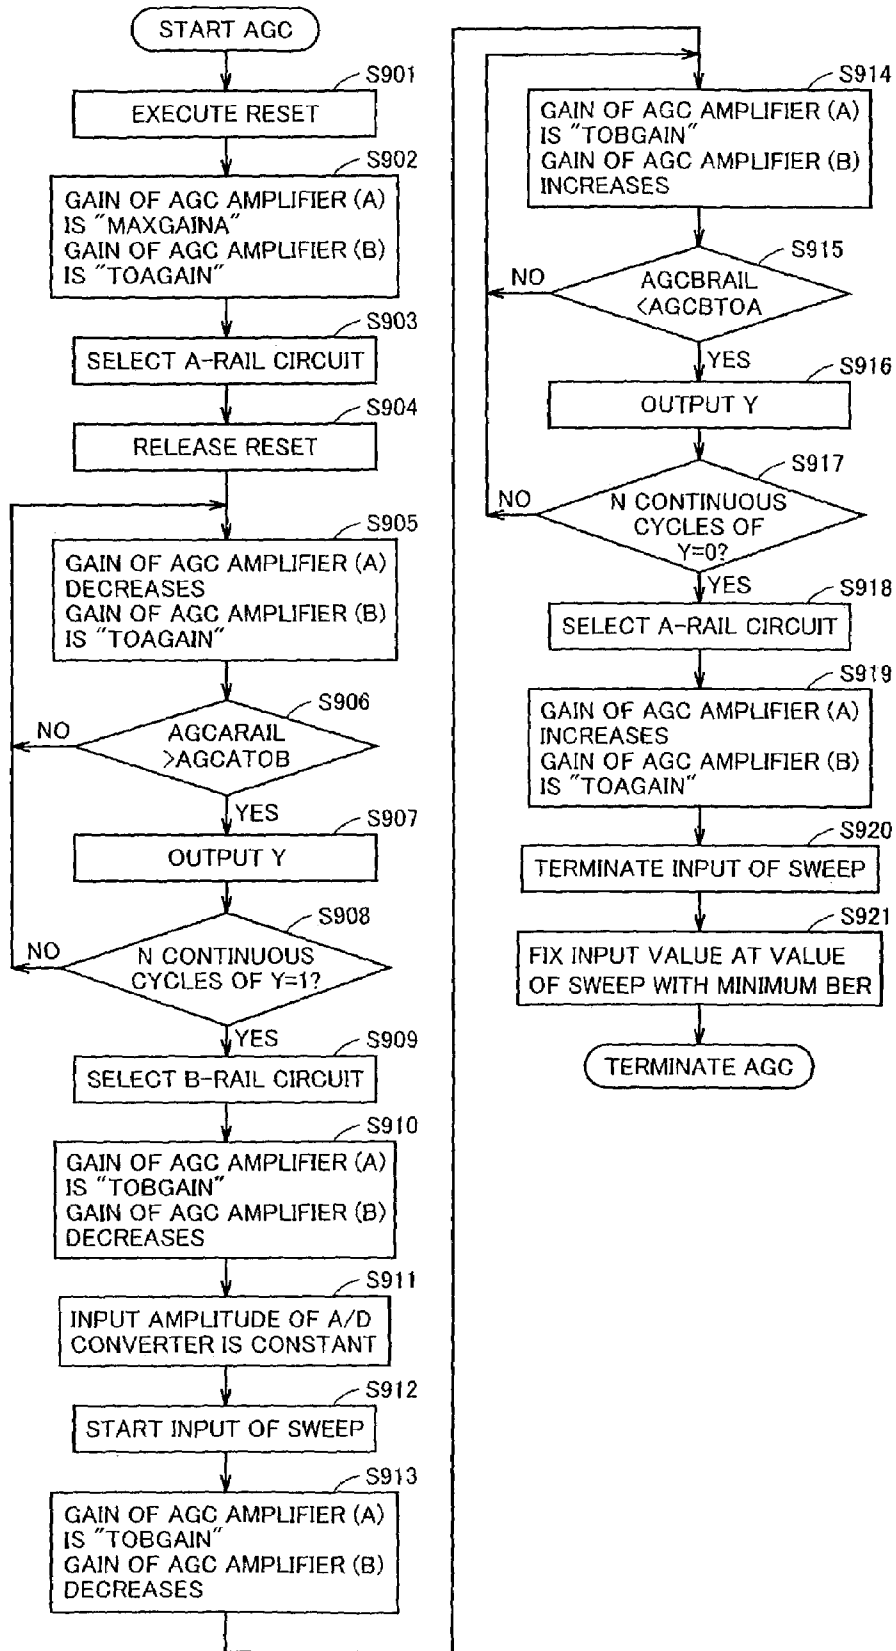 START AGC
S901
EXECUTE RESET
S902
GAIN OF AGC AMPLIFIER (A)
IS "MAXGAINA"
GAIN OF AGC AMPLIFIER (B)
IS "TOAGAIN"
S903
SELECT A-RAIL CIRCUIT
S904
RELEASE RESET
S905
GAIN OF AGC AMPLIFIER (A)
DECREASES
GAIN OF AGC AMPLIFIER (B)
IS "TOAGAIN"
S906
NO
AGCARAIL
>AGCATOB
YES
S907
OUTPUT Y
S908
NO
N CONTINUOUS
CYCLES OF Y=1?
YES
S909
SELECT B-RAIL CIRCUIT
S910
GAIN OF AGC AMPLIFIER (A)
IS "TOBGAIN"
GAIN OF AGC AMPLIFIER (B)
DECREASES
S911
INPUT AMPLITUDE OF A/D
CONVERTER IS CONSTANT
S912
START INPUT OF SWEEP
S913
GAIN OF AGC AMPLIFIER (A)
IS "TOBGAIN"
GAIN OF AGC AMPLIFIER (B)
DECREASES
S914
GAIN OF AGC AMPLIFIER (A)
IS "TOBGAIN"
GAIN OF AGC AMPLIFIER (B)
INCREASES
S915
NO
AGCBRAIL
<AGCBTOA
YES
S916
OUTPUT Y
S917
NO
N CONTINUOUS
CYCLES OF
Y=0?
YES
S918
SELECT A-RAIL CIRCUIT
S919
GAIN OF AGC AMPLIFIER (A)
INCREASES
GAIN OF AGC AMPLIFIER (B)
IS "TOAGAIN"
S920
TERMINATE INPUT OF SWEEP
S921
FIX INPUT VALUE AT VALUE
OF SWEEP WITH MINIMUM BER
TERMINATE AGC